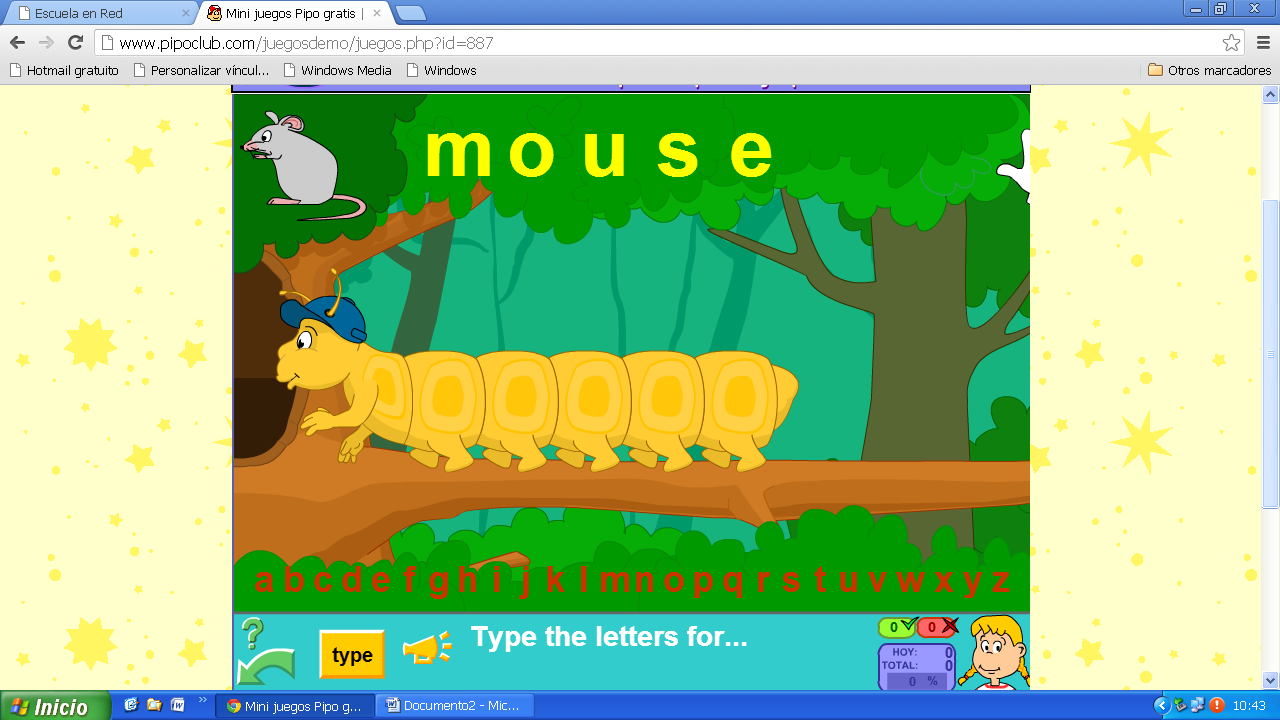 Escuela en Red
Mini juegos Pipo gratis |
www.pipoclub.com/juegosdemo/juegos.php?id=887
Hotmail gratuito
Personalizar víncul...
Windows Media
Windows
Otros marcadores
m o u s e
a b c d e f g h i j k l m n o p q r s t u v w x y z
type
Type the letters for...
0 0
HOY: 0
TOTAL: 0
0 %
Inicio
Mini juegos Pipo g...
Documento2 - Mic...
10:43